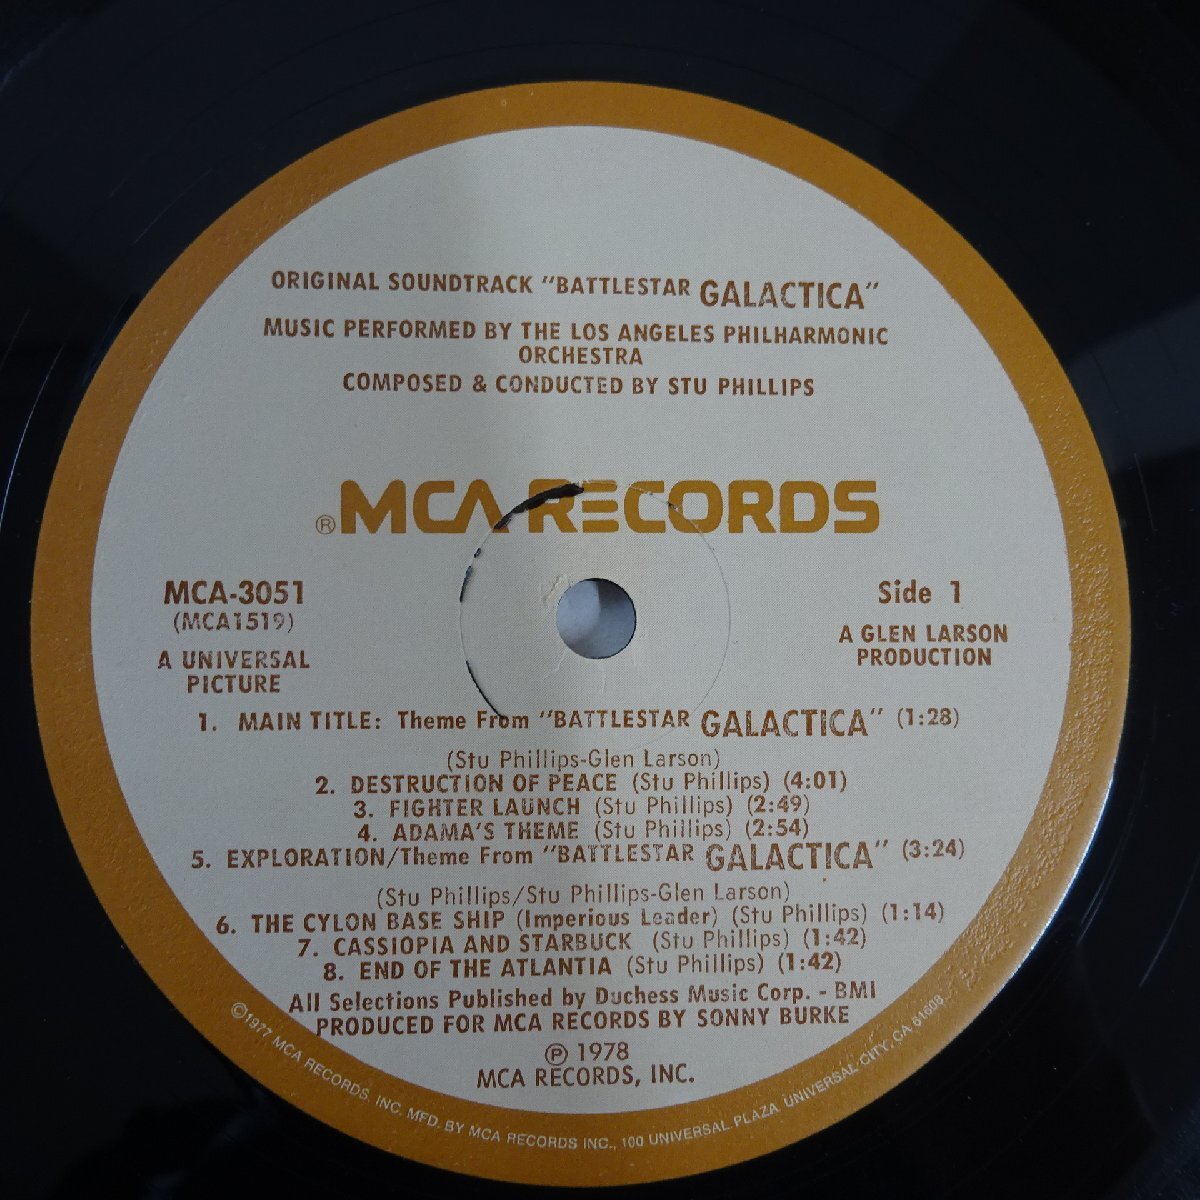 ORIGINAL SOUNDTRACK "BATTLESTAR GALACTICA"
MUSIC PERFORMED BY THE LOS ANGELES PHILHARMONIC
ORCHESTRA
COMPOSED & CONDUCTED BY STU PHILLIPS
® MCA RECORDS
MCA-3051
(MCA1519)
A UNIVERSAL
PICTURE
Side 1
A GLEN LARSON
PRODUCTION
1. MAIN TITLE: Theme From "BATTLESTAR GALACTICA" (1:28)
(Stu Phillips-Glen Larson)
2. DESTRUCTION OF PEACE (Stu Phillips) (4:01)
3. FIGHTER LAUNCH (Stu Phillips) (2:49)
4. ADAMA'S THEME (Stu Phillips) (2:54)
5. EXPLORATION/Theme From "BATTLESTAR GALACTICA" (3:24)
(Stu Phillips/Stu Phillips-Glen Larson)
6. THE CYLON BASE SHIP (Imperious Leader) (Stu Phillips) (1:14)
7. CASSIOPIA AND STARBUCK (Stu Phillips) (1:42)
8. END OF THE ATLANTIA (Stu Phillips) (1:42)
All Selections Published by Duchess Music Corp. - BMI
PRODUCED FOR MCA RECORDS BY SONNY BURKE
℗ 1978
MCA RECORDS, INC.
©1977 MCA RECORDS, INC. MFD. BY MCA RECORDS INC., 100 UNIVERSAL PLAZA UNIVERSAL CITY, CA 91608